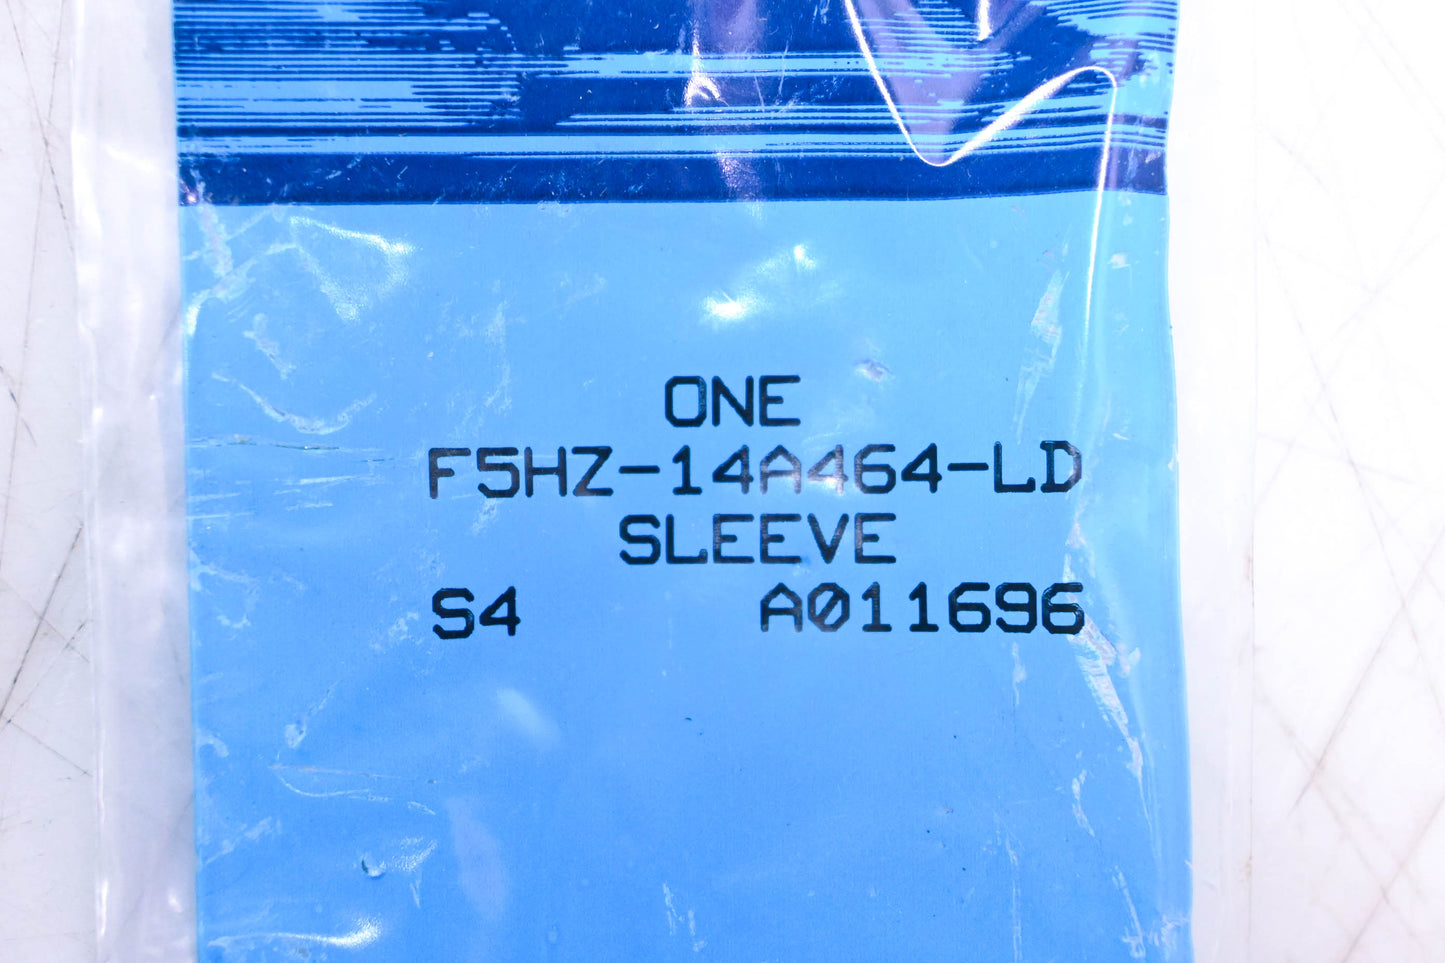 ONE
F5HZ-14A464-LD
SLEEVE
S4 A011696